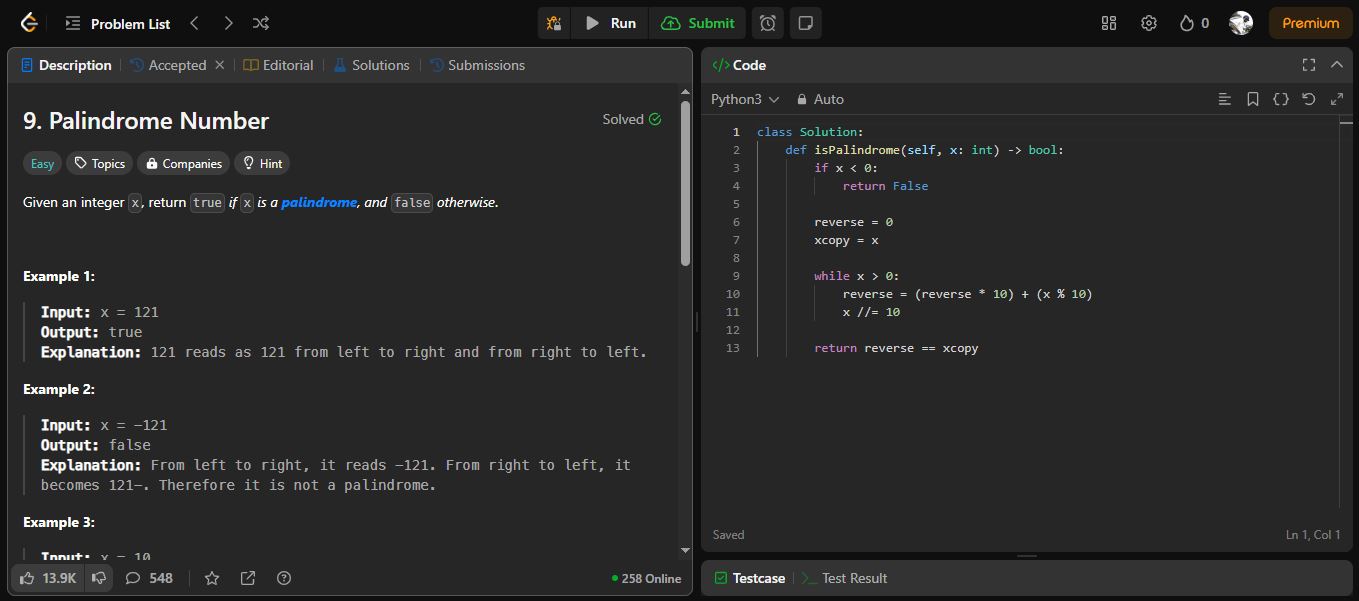 Problem List
Run
Submit
0
Premium
Description
Accepted
Editorial
Solutions
Submissions
9. Palindrome Number
Solved
Easy
Topics
Companies
Hint
Given an integer x, return true if x is a palindrome, and false otherwise.
Example 1:
Input: x = 121
Output: true
Explanation: 121 reads as 121 from left to right and from right to left.
Example 2:
Input: x = -121
Output: false
Explanation: From left to right, it reads -121. From right to left, it
becomes 121-. Therefore it is not a palindrome.
Example 3:
Input: x = 10
13.9K
548
258 Online
</> Code
Python3
Auto
1 class Solution:
2     def isPalindrome(self, x: int) -> bool:
3         if x < 0:
4             return False
5
6         reverse = 0
7         xcopy = x
8
9         while x > 0:
10             reverse = (reverse * 10) + (x % 10)
11             x //= 10
12
13         return reverse == xcopy
Saved
Ln 1, Col 1
Testcase
Test Result